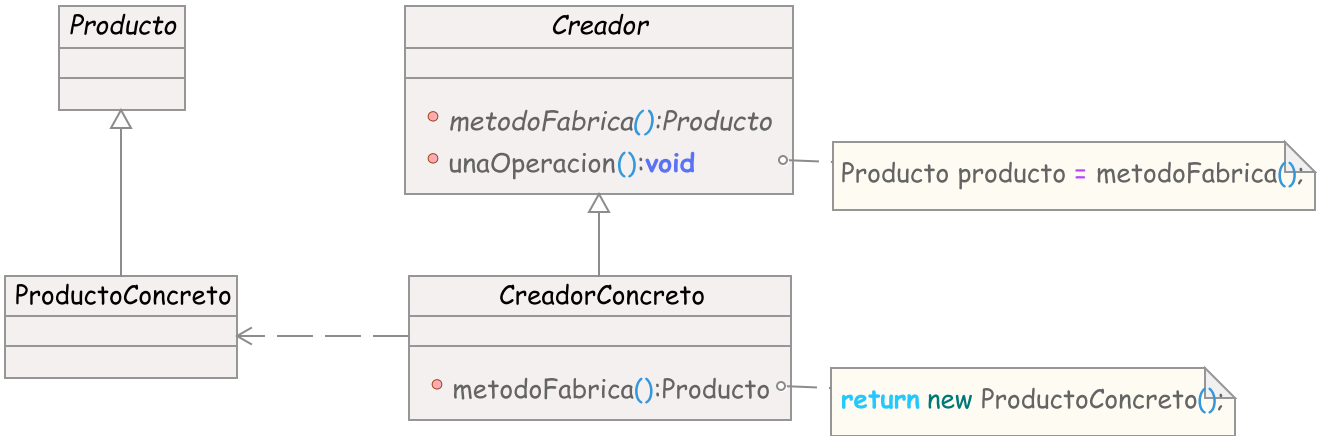 Producto
Creador
metodoFabrica():Producto
unaOperacion():void
Producto producto = metodoFabrica();
ProductoConcreto
CreadorConcreto
metodoFabrica():Producto
return new ProductoConcreto();